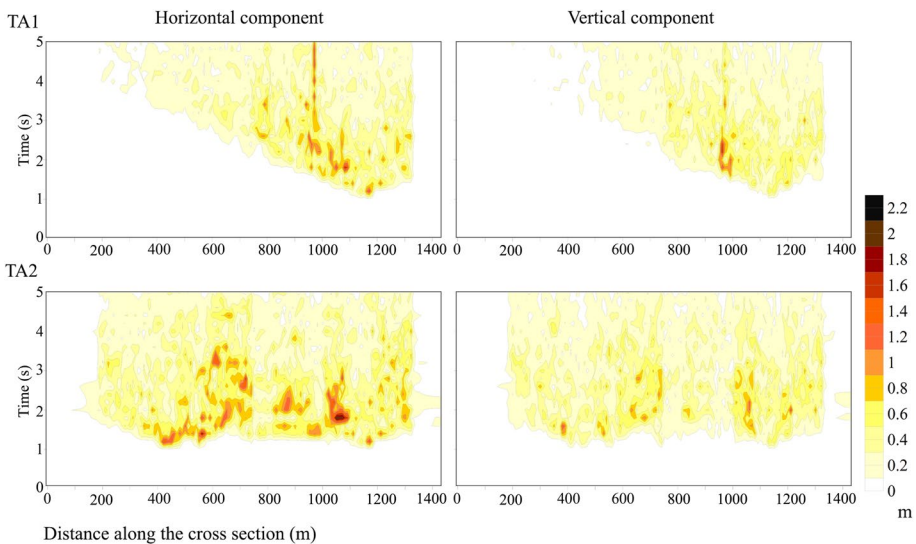 TA1
Horizontal component
Vertical component
5
4
3
2
1
0
Time (s)
0 200 400 600 800 1000 1200 1400
0 200 400 600 800 1000 1200 1400
TA2
5
4
3
2
1
0
Time (s)
0 200 400 600 800 1000 1200 1400
0 200 400 600 800 1000 1200 1400
Distance along the cross section (m)
2.2
2
1.8
1.6
1.4
1.2
1
0.8
0.6
0.4
0.2
0
m